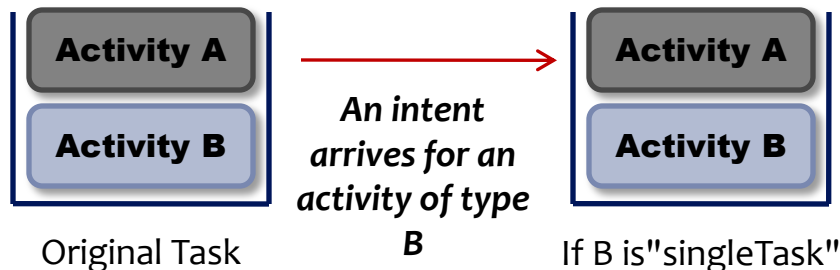 Activity A
Activity B
Original Task
An intent
arrives for an
activity of type
B
Activity A
Activity B
If B is"singleTask"